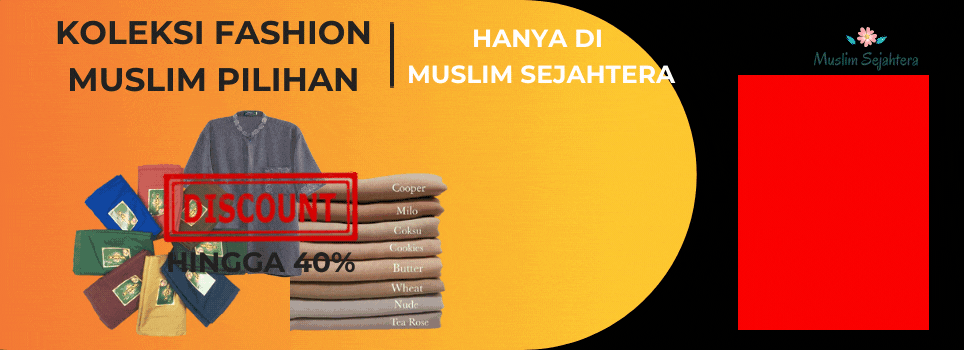 KOLEKSI FASHION
MUSLIM PILIHAN
HANYA DI
MUSLIM SEJAHTERA
Muslim Sejahtera
DISCOUNT
HINGGA 40%
Cooper
Milo
Coksu
Cookies
Butter
Wheat
Nude
Tea Rose